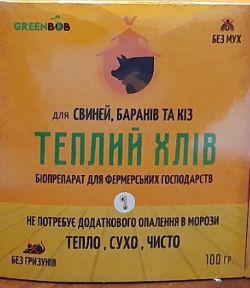 GREENBOB
БЕЗ МУХ
для СВИНЕЙ, БАРАНІВ ТА КІЗ
ТЕПЛИЙ ХЛІВ
БІОПРЕПАРАТ ДЛЯ ФЕРМЕРСЬКИХ ГОСПОДАРСТВ
НЕ ПОТРЕБУЄ ДОДАТКОВОГО ОПАЛЕННЯ В МОРОЗИ
ТЕПЛО , СУХО , ЧИСТО
БЕЗ ГРИЗУНІВ
100 ГР.